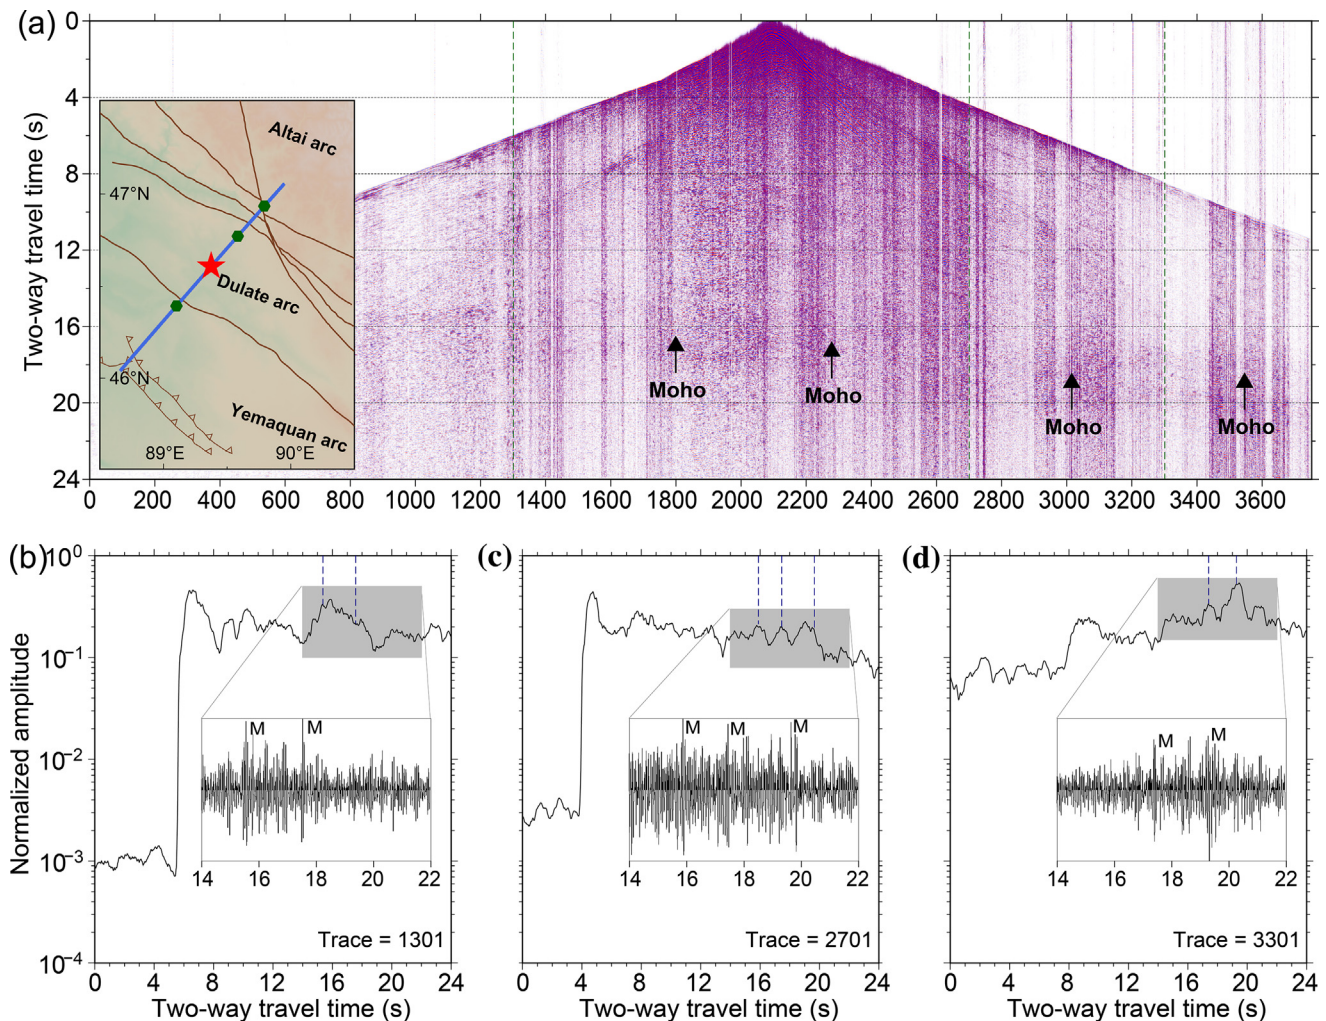 (a)
Two-way travel time (s)
0
4
8
12
16
20
24
Altai arc
47°N
Dulate arc
46°N
Yemaquan arc
89°E 90°E
Moho Moho Moho Moho
0 200 400 600 800 1000 1200 1400 1600 1800 2000 2200 2400 2600 2800 3000 3200 3400 3600
(b) (c) (d)
Normalized amplitude
10^0
10^-1
10^-2
10^-3
10^-4
M M
14 16 18 20 22
Trace = 1301
0 4 8 12 16 20 24
Two-way travel time (s)
M M M
14 16 18 20 22
Trace = 2701
0 4 8 12 16 20 24
Two-way travel time (s)
M M
14 16 18 20 22
Trace = 3301
0 4 8 12 16 20 24
Two-way travel time (s)